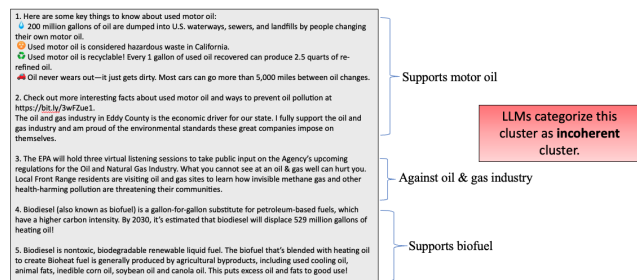 1. Here are some key things to know about used motor oil:
💧 200 million gallons of oil are dumped into U.S. waterways, sewers, and landfills by people changing
their own motor oil.
Used motor oil is considered hazardous waste in California.
♻️ Used motor oil is recyclable! Every 1 gallon of used oil recovered can produce 2.5 quarts of re-
refined oil.
🚗 Oil never wears out—it just gets dirty. Most cars can go more than 5,000 miles between oil changes.
2. Check out more interesting facts about used motor oil and ways to prevent oil pollution at
https://bit.ly/3wFZue1.
The oil and gas industry in Eddy County is the economic driver for our state. I fully support the oil and
gas industry and am proud of the environmental standards these great companies impose on
themselves.
Supports motor oil
3. The EPA will hold three virtual listening sessions to take public input on the Agency's upcoming
regulations for the Oil and Natural Gas Industry. What you cannot see at an oil & gas well can hurt you.
Local Front Range residents are visiting oil and gas sites to learn how invisible methane gas and other
health-harming pollution are threatening their communities.
Against oil & gas industry
4. Biodiesel (also known as biofuel) is a gallon-for-gallon substitute for petroleum-based fuels, which
have a higher carbon intensity. By 2030, it's estimated that biodiesel will displace 529 million gallons of
heating oil!
5. Biodiesel is nontoxic, biodegradable renewable liquid fuel. The biofuel that's blended with heating oil
to create Bioheat fuel is generally produced by agricultural byproducts, including used cooling oil,
animal fats, inedible corn oil, soybean oil and canola oil. This puts excess oil and fats to good use!
Supports biofuel
LLMs categorize this
cluster as incoherent
cluster.